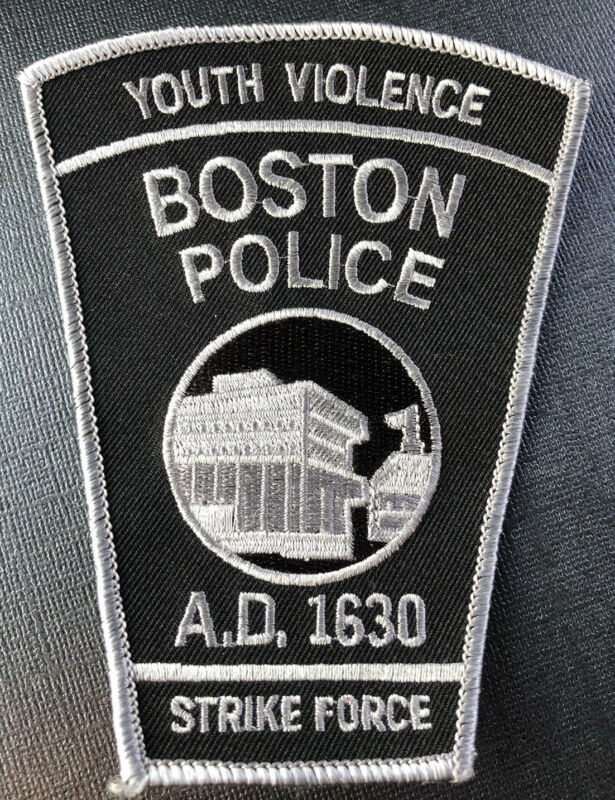 YOUTH VIOLENCE
BOSTON
POLICE
A.D. 1630
STRIKE FORCE